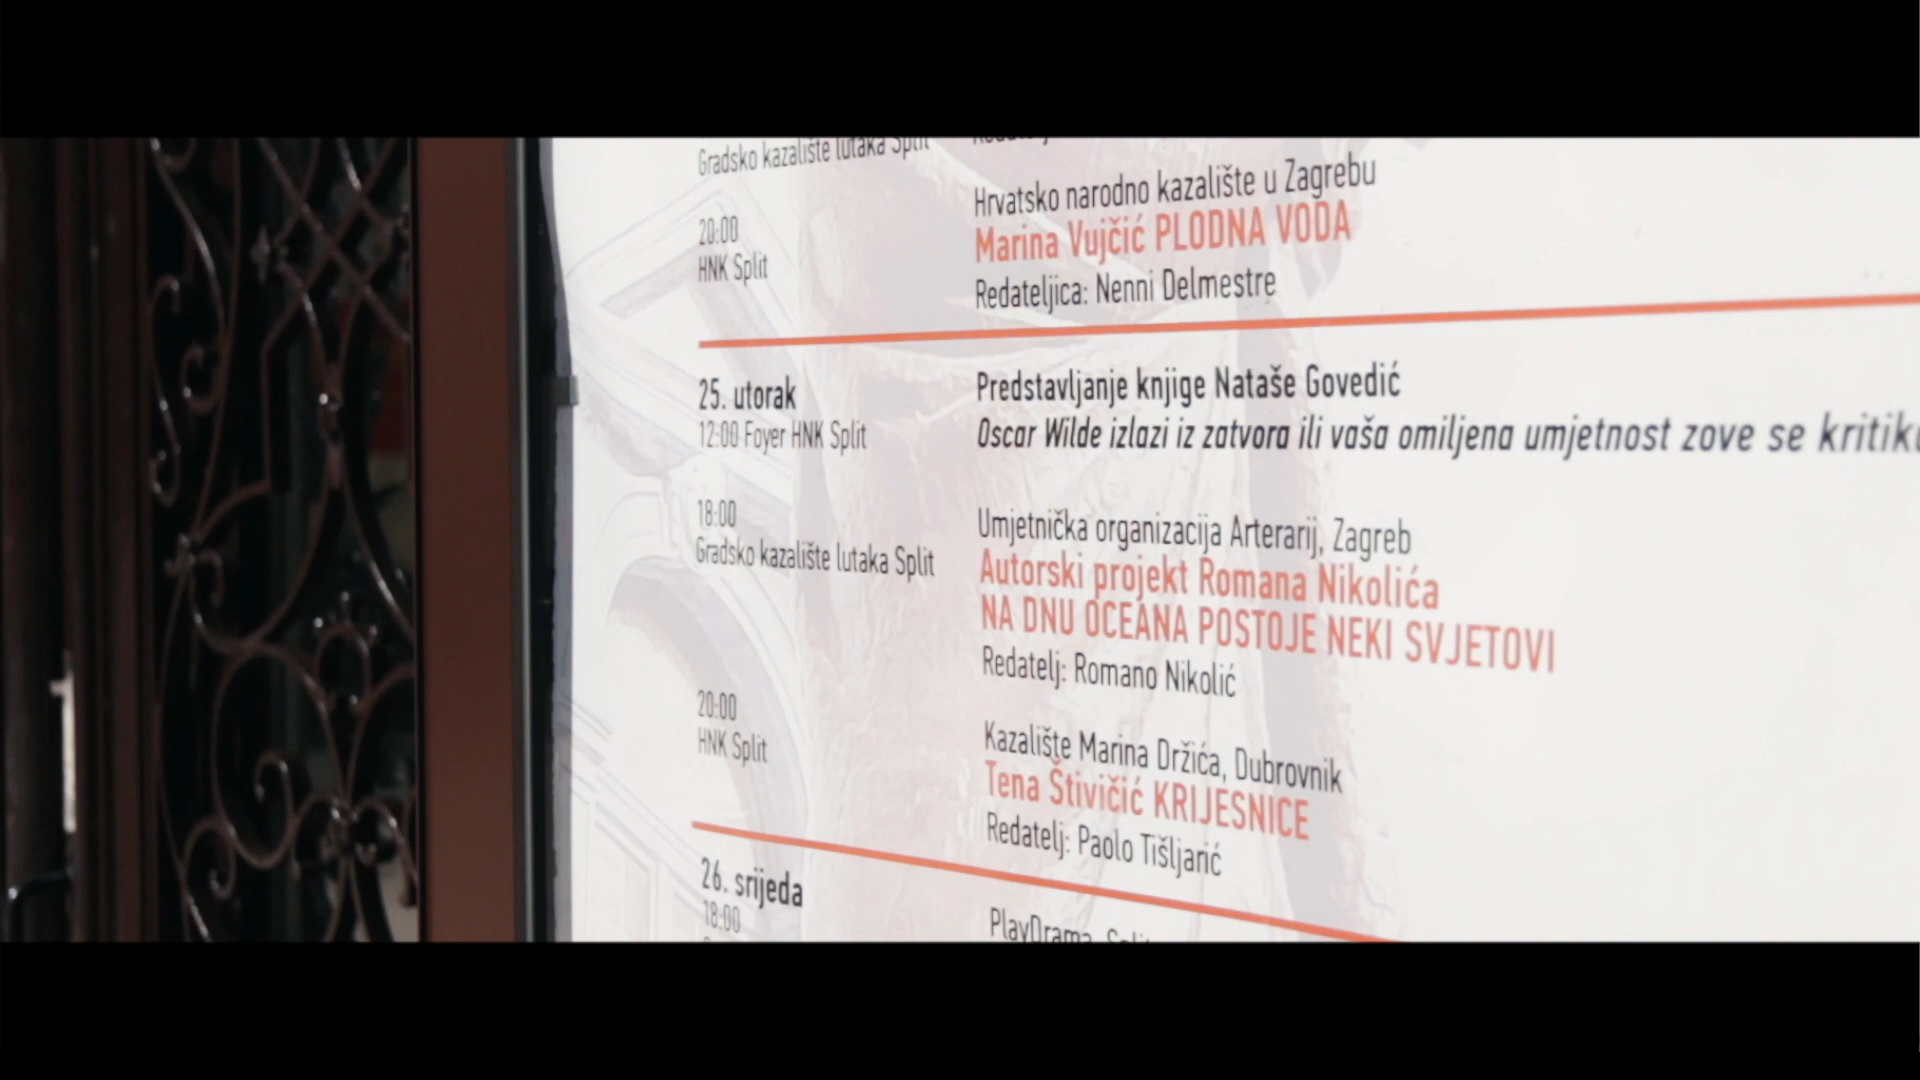 Gradsko kazalište lutaka Split
Hrvatsko narodno kazalište u Zagrebu
20:00
Marina Vujčić PLODNA VODA
HNK Split
Redateljica: Nenni Delmestre
25. utorak
Predstavljanje knjige Nataše Govedić
12:00 Foyer HNK Split
Oscar Wilde izlazi iz zatvora ili vaša omiljena umjetnost zove se
18:00
Umjetnička organizacija Arterarij, Zagreb
Gradsko kazalište lutaka Split
Autorski projekt Romana Nikolića
NA DNU OCEANA POSTOJE NEKI SVJETOVI
Redatelj: Romano Nikolić
20:00
Kazalište Marina Držića, Dubrovnik
HNK Split
Tena Štivičić KRIJESNICE
Redatelj: Paolo Tišljarić
26. srijeda
18:00
PlayDrama,